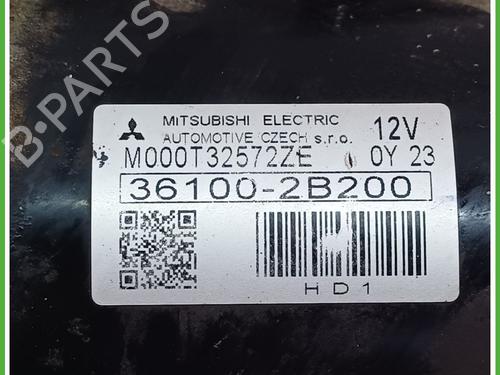 B-PARTS
MITSUBISHI ELECTRIC
AUTOMOTIVE CZECH s.r.o. 12V
M000T32572ZE 0Y 23
36100-2B200
HD1